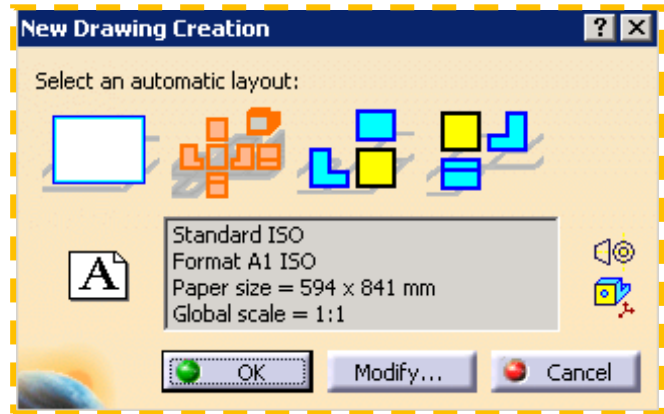 New Drawing Creation
Select an automatic layout:
A
Standard ISO
Format A1 ISO
Paper size = 594 x 841 mm
Global scale = 1:1
OK
Modify...
Cancel